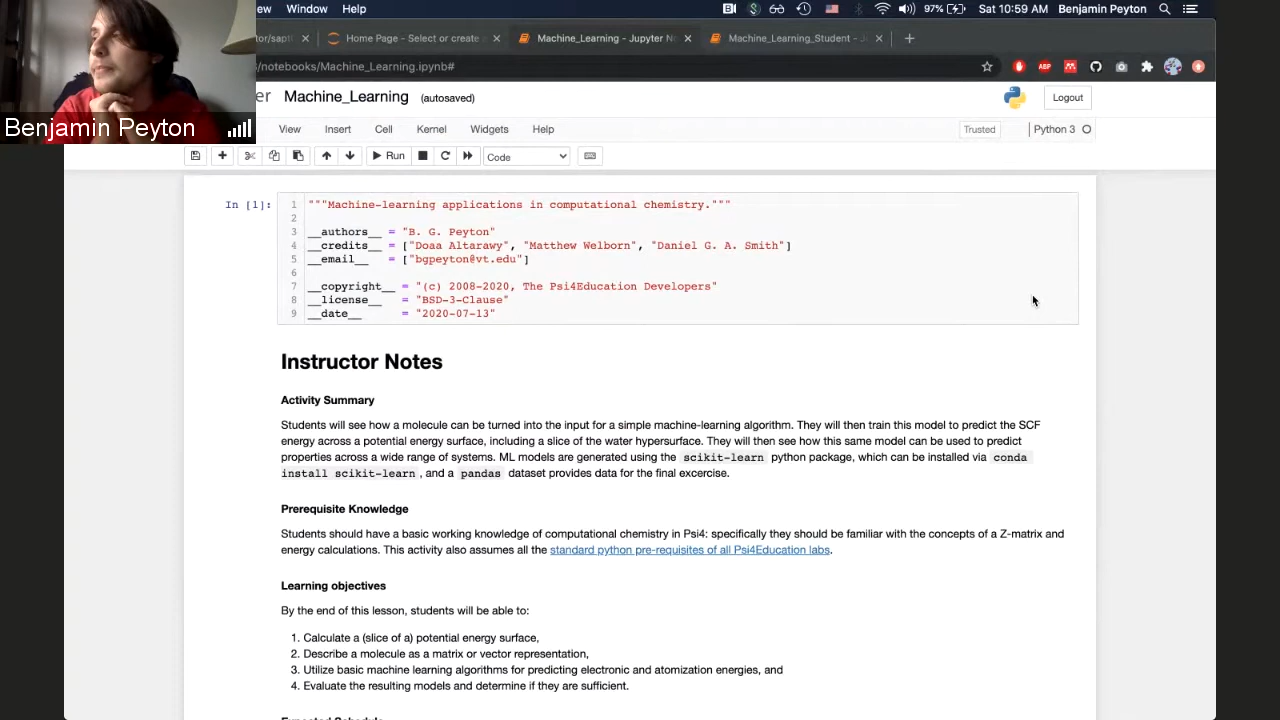 ew Window
97% Sat 10:59 AM Benjamin Peyton
Home Page - Select or create
Machine_Learning - Jupyter N
Machine_Learning_Student - J
/notebooks/Machine_Learning.ipynb#
ABP
Benjamin Peyton
er Machine_Learning (autosaved)
Logout
View Insert Cell Kernel Widgets Help
Trusted Python 3
Run Code
In [1]:
1 """Machine-learning applications in computational chemistry."""
2
3 __authors__ = "B. G. Peyton"
4 __credits__ = ["Doaa Altarawy", "Matthew Welborn", "Daniel G. A. Smith"]
5 __email__ = ["bgpeyton@vt.edu"]
6
7 __copyright__ = "(c) 2008-2020, The Psi4Education Developers"
8 __license__ = "BSD-3-Clause"
9 __date__ = "2020-07-13"
Instructor Notes
Activity Summary
Students will see how a molecule can be turned into the input for a simple machine-learning algorithm. They will then train this model to predict the SCF
energy across a potential energy surface, including a slice of the water hypersurface. They will then see how this same model can be used to predict
properties across a wide range of systems. ML models are generated using the scikit-learn python package, which can be installed via conda
install scikit-learn , and a pandas dataset provides data for the final excercise.
Prerequisite Knowledge
Students should have a basic working knowledge of computational chemistry in Psi4: specifically they should be familiar with the concepts of a Z-matrix and
energy calculations. This activity also assumes all the standard python pre-requisites of all Psi4Education labs.
Learning objectives
By the end of this lesson, students will be able to:
1. Calculate a (slice of a) potential energy surface,
2. Describe a molecule as a matrix or vector representation,
3. Utilize basic machine learning algorithms for predicting electronic and atomization energies, and
4. Evaluate the resulting models and determine if they are sufficient.